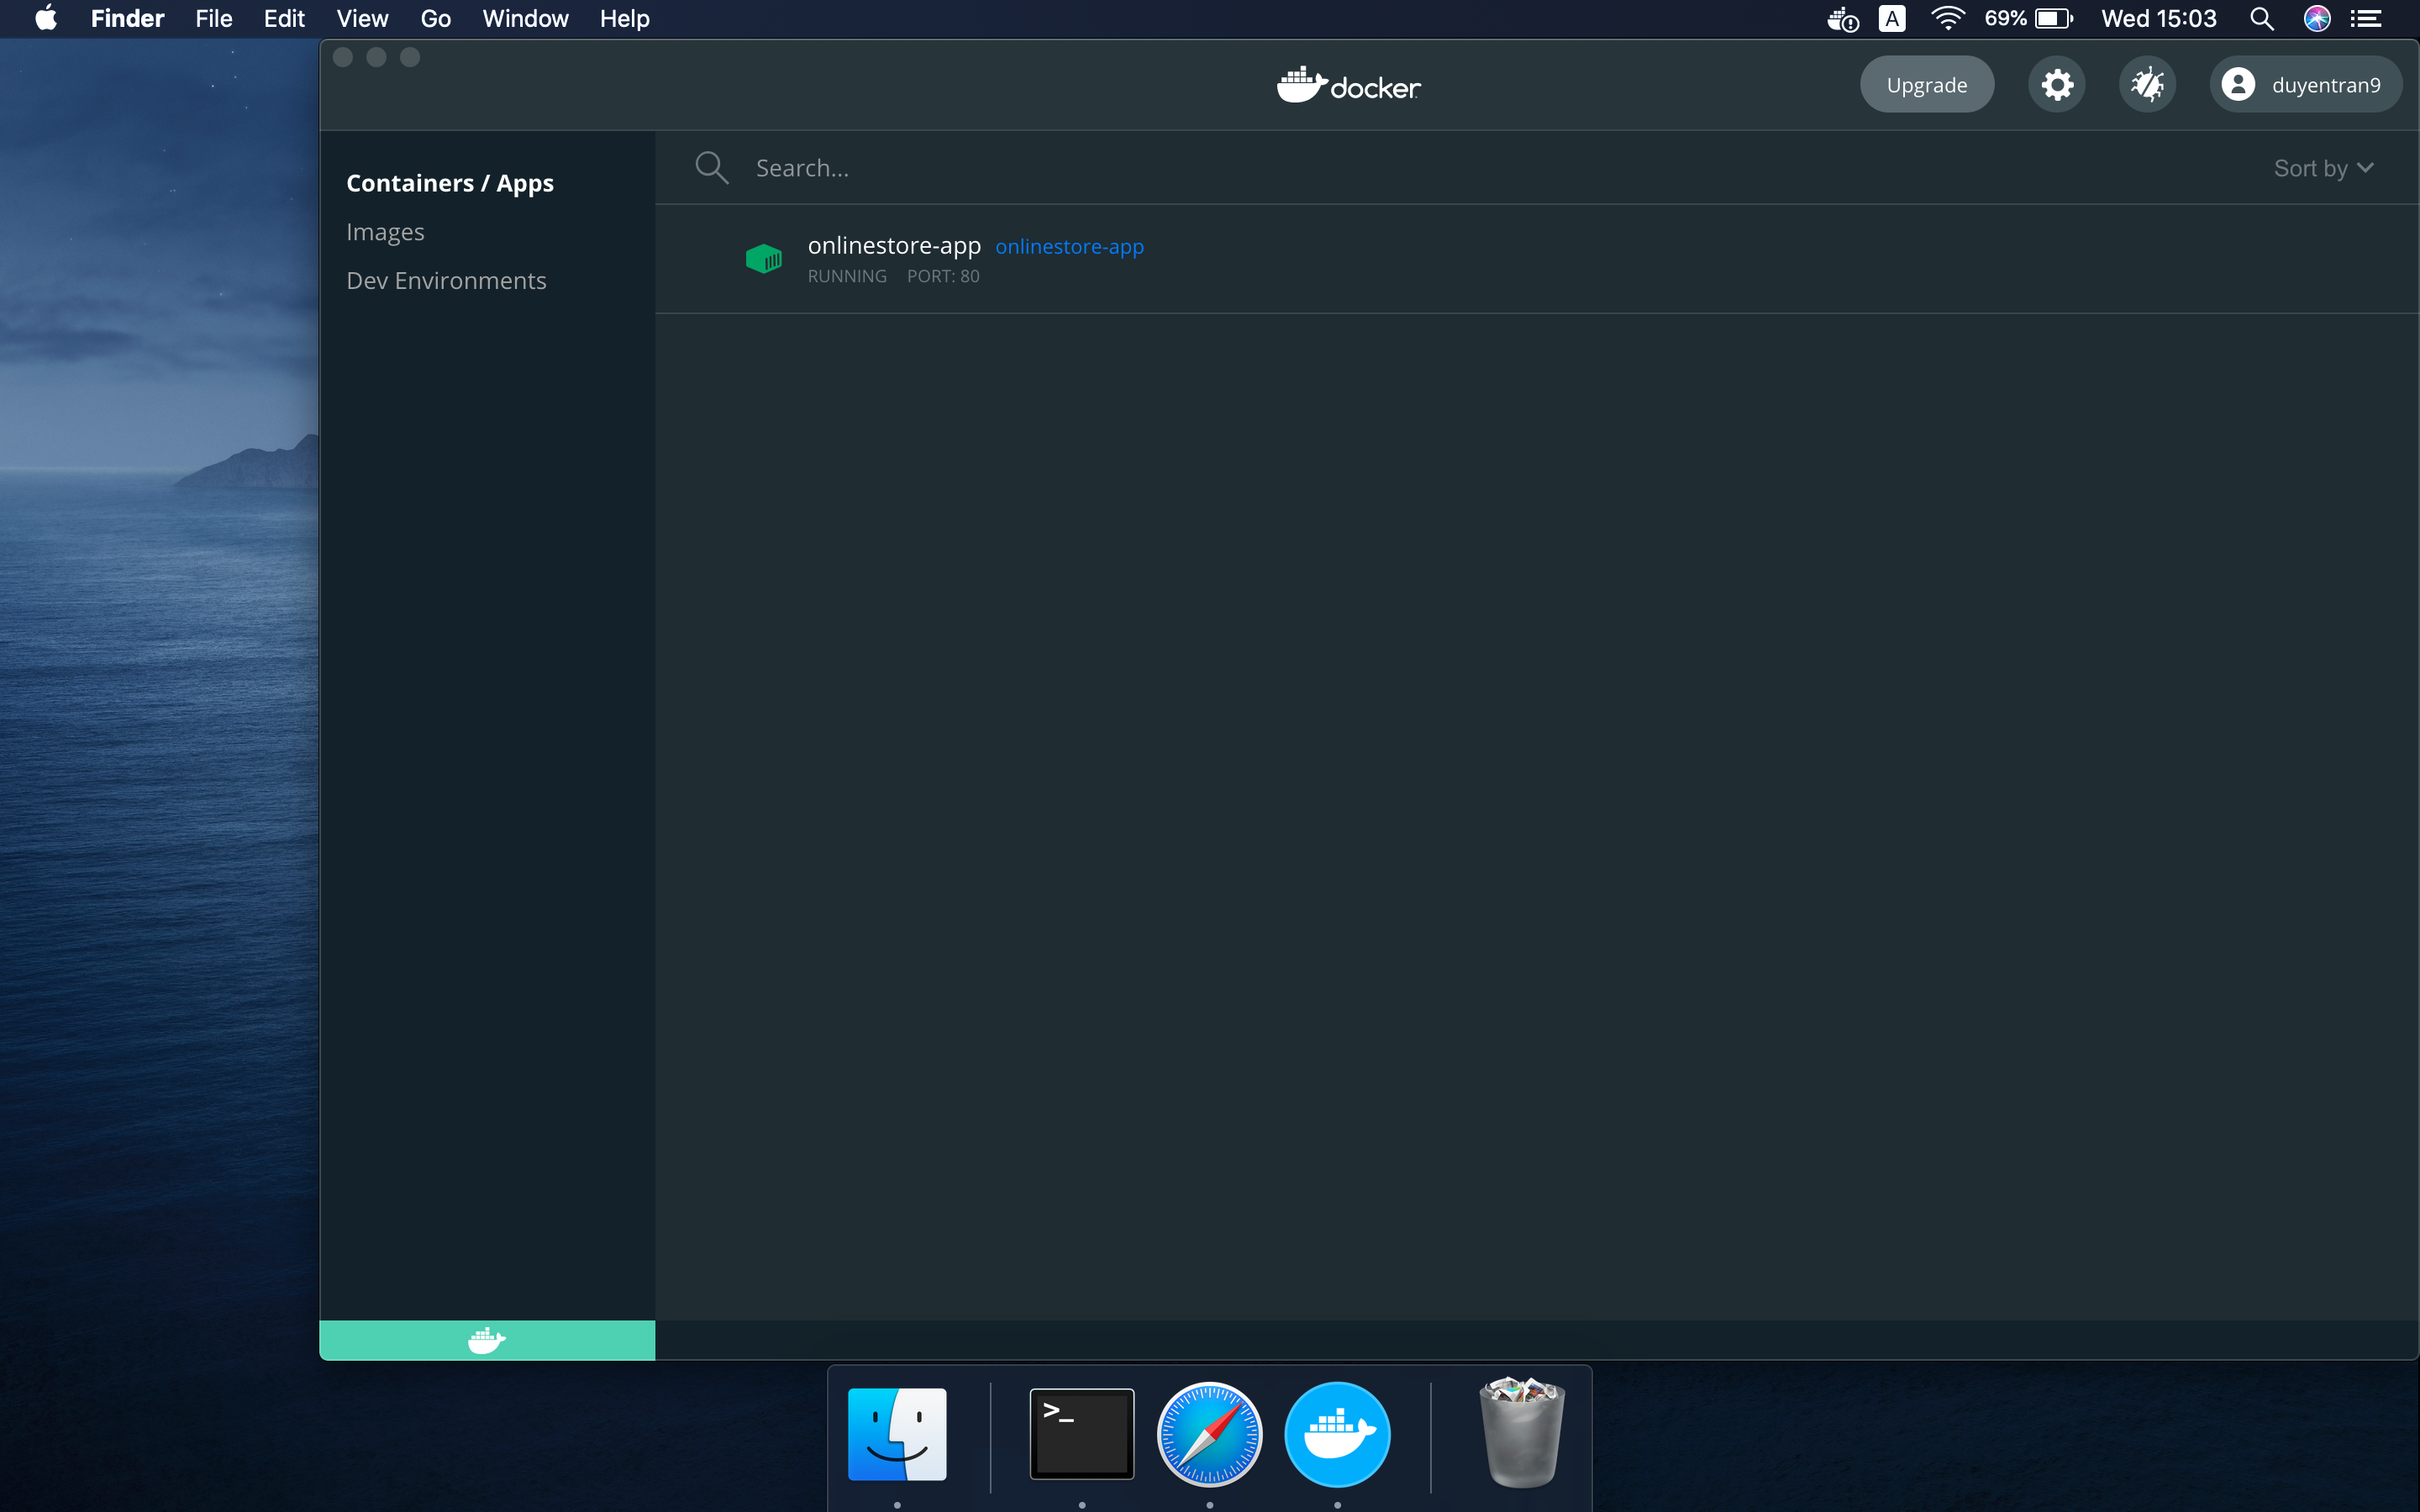 Finder File Edit View Go Window Help A 69% Wed 15:03
docker Upgrade duyentran9
Containers / Apps
Images
Dev Environments
Search... Sort by
onlinestore-app onlinestore-app
RUNNING PORT: 80
>_